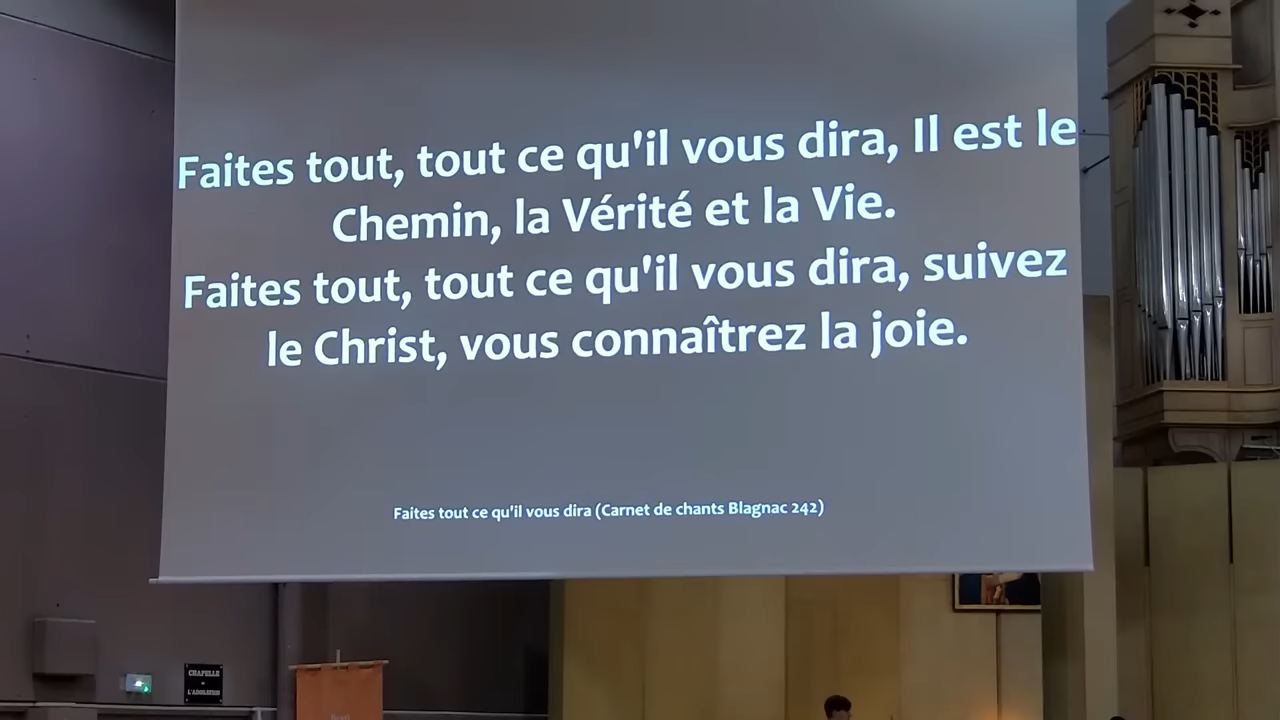 Faites tout, tout ce qu'il vous dira, Il est le
Chemin, la Vérité et la Vie.
Faites tout, tout ce qu'il vous dira, suivez
le Christ, vous connaîtrez la joie.
Faites tout ce qu'il vous dira (Carnet de chants Blagnac 242)
CHAPELLE
L'ADORATION